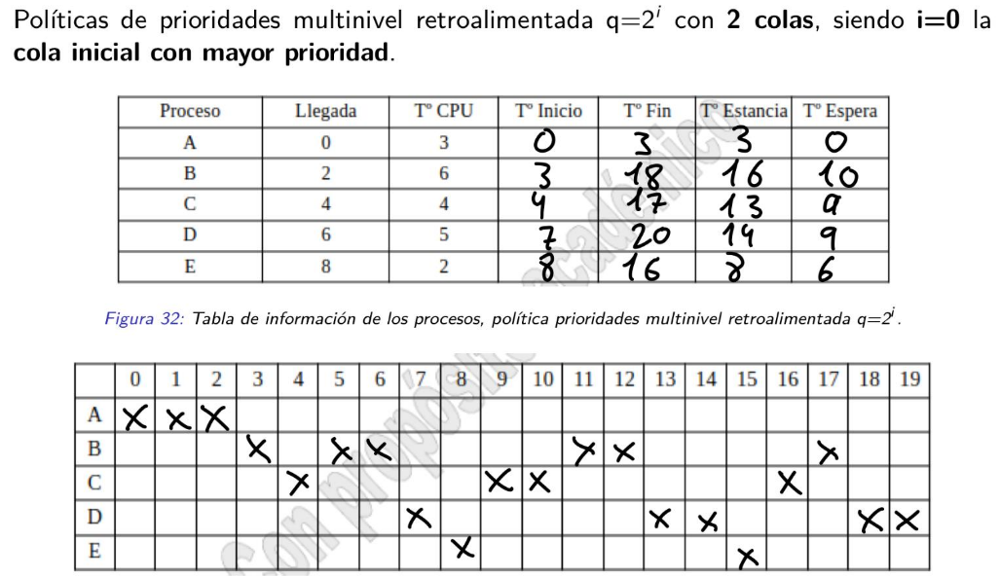 Políticas de prioridades multinivel retroalimentada q=2^i con 2 colas, siendo i=0 la
cola inicial con mayor prioridad.
Proceso Llegada Tº CPU Tº Inicio Tº Fin Tº Estancia Tº Espera
A 0 3 0 3 3 0
B 2 6 3 18 16 10
C 4 4 4 17 13 9
D 6 5 7 20 14 9
E 8 2 8 16 8 6
académico
Figura 32: Tabla de información de los procesos, política prioridades multinivel retroalimentada q=2^i.
0 1 2 3 4 5 6 7 8 9 10 11 12 13 14 15 16 17 18 19
A X X X
B X X X X X X
C X X X X
D X X X X X
E X X
Con propósi